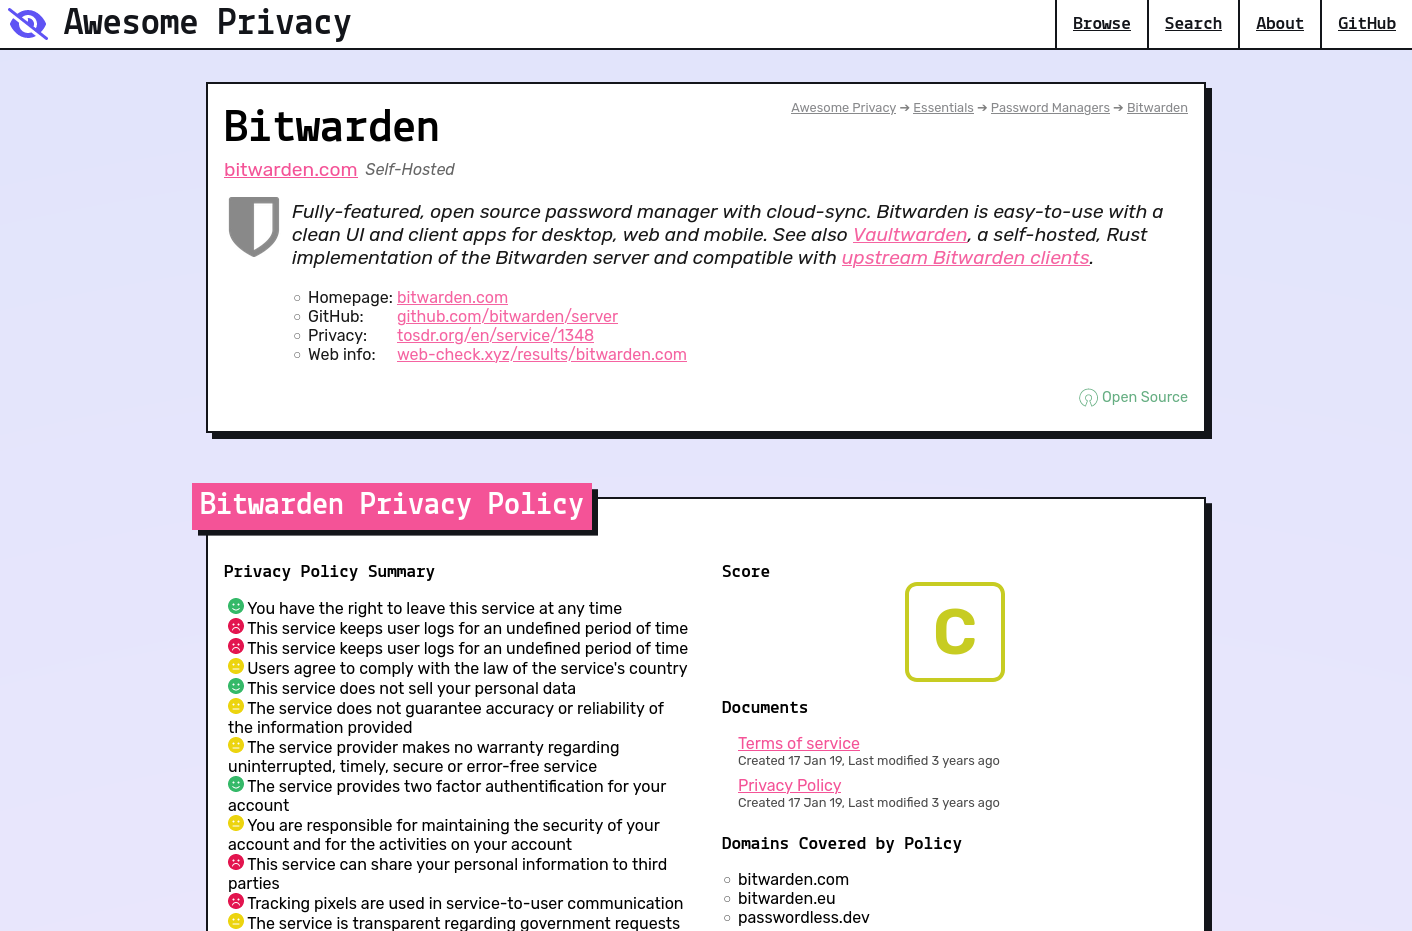 Awesome Privacy
Browse
Search
About
GitHub
Bitwarden
Awesome Privacy ➔ Essentials ➔ Password Managers ➔ Bitwarden
bitwarden.com Self-Hosted
Fully-featured, open source password manager with cloud-sync. Bitwarden is easy-to-use with a
clean UI and client apps for desktop, web and mobile. See also Vaultwarden, a self-hosted, Rust
implementation of the Bitwarden server and compatible with upstream Bitwarden clients.
Homepage: bitwarden.com
GitHub: github.com/bitwarden/server
Privacy: tosdr.org/en/service/1348
Web info: web-check.xyz/results/bitwarden.com
Open Source
Bitwarden Privacy Policy
Privacy Policy Summary
You have the right to leave this service at any time
This service keeps user logs for an undefined period of time
This service keeps user logs for an undefined period of time
Users agree to comply with the law of the service's country
This service does not sell your personal data
The service does not guarantee accuracy or reliability of
the information provided
The service provider makes no warranty regarding
uninterrupted, timely, secure or error-free service
The service provides two factor authentification for your
account
You are responsible for maintaining the security of your
account and for the activities on your account
This service can share your personal information to third
parties
Tracking pixels are used in service-to-user communication
The service is transparent regarding government requests
Score
C
Documents
Terms of service
Created 17 Jan 19, Last modified 3 years ago
Privacy Policy
Created 17 Jan 19, Last modified 3 years ago
Domains Covered by Policy
bitwarden.com
bitwarden.eu
passwordless.dev